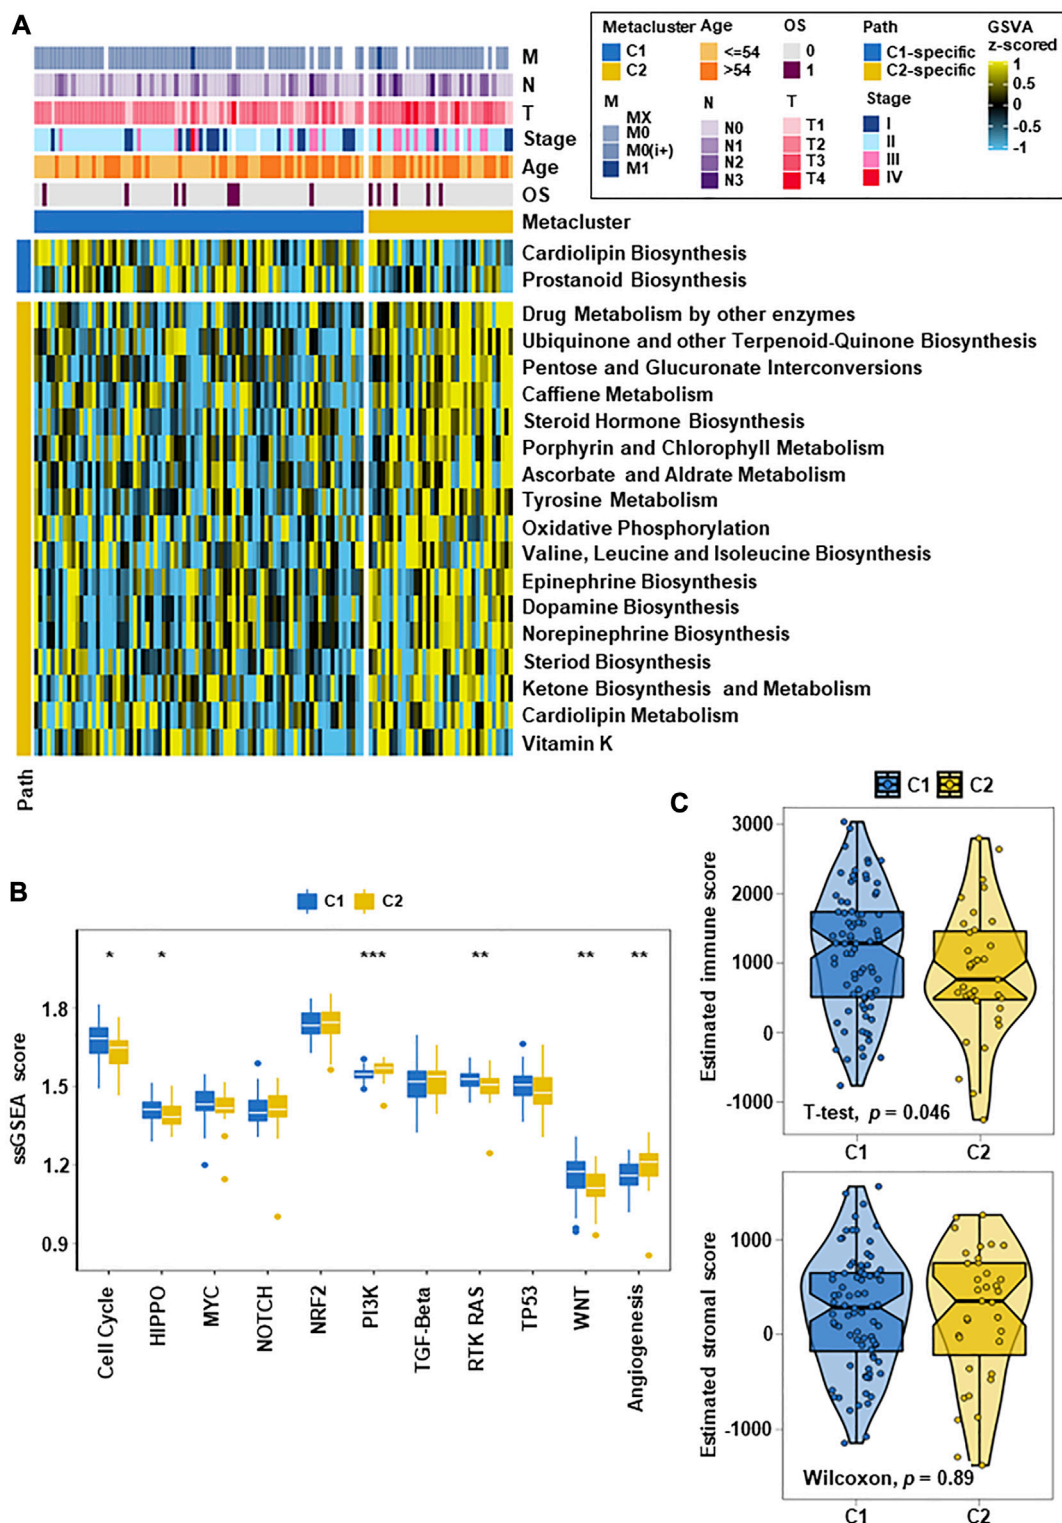 A
M
N
T
Stage
Age
OS
Metacluster
Metacluster Age OS Path GSVA
z-scored
C1 <=54 0 C1-specific 1
C2 >54 1 C2-specific 0.5
0
-0.5
-1
M N T Stage
MX
M0 N0 T1 I
M0(i+) N1 T2 II
M1 N2 T3 III
N3 T4 IV
Cardiolipin Biosynthesis
Prostanoid Biosynthesis
Drug Metabolism by other enzymes
Ubiquinone and other Terpenoid-Quinone Biosynthesis
Pentose and Glucuronate Interconversions
Caffiene Metabolism
Steroid Hormone Biosynthesis
Porphyrin and Chlorophyll Metabolism
Ascorbate and Aldrate Metabolism
Tyrosine Metabolism
Oxidative Phosphorylation
Valine, Leucine and Isoleucine Biosynthesis
Epinephrine Biosynthesis
Dopamine Biosynthesis
Norepinephrine Biosynthesis
Steriod Biosynthesis
Ketone Biosynthesis and Metabolism
Cardiolipin Metabolism
Vitamin K
Path
B
C1 C2
* * *** ** ** **
ssGSEA score
1.8
1.5
1.2
0.9
Cell Cycle
HIPPO
MYC
NOTCH
NRF2
PI3K
TGF-Beta
RTK RAS
TP53
WNT
Angiogenesis
C
C1 C2
Estimated immune score
3000
2000
1000
0
-1000
T-test, p = 0.046
C1 C2
Estimated stromal score
1000
0
-1000
Wilcoxon, p = 0.89
C1 C2